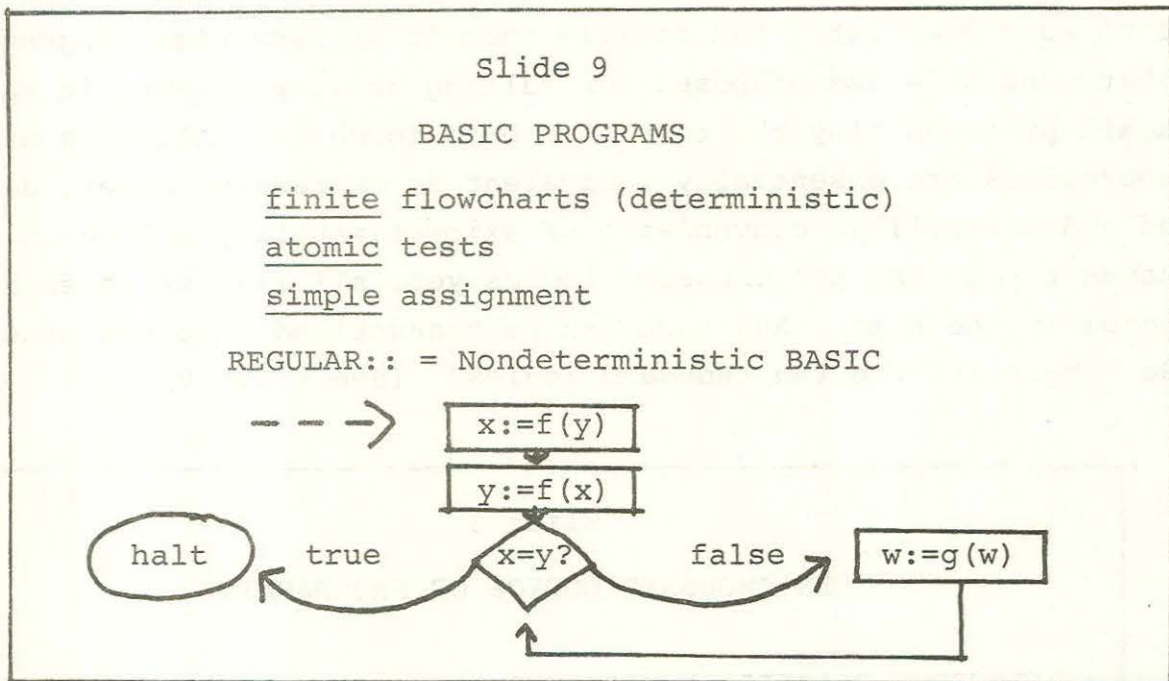 Slide 9
BASIC PROGRAMS
finite flowcharts (deterministic)
atomic tests
simple assignment
REGULAR:: = Nondeterministic BASIC
x:=f(y)
y:=f(x)
halt true x=y? false w:=g(w)